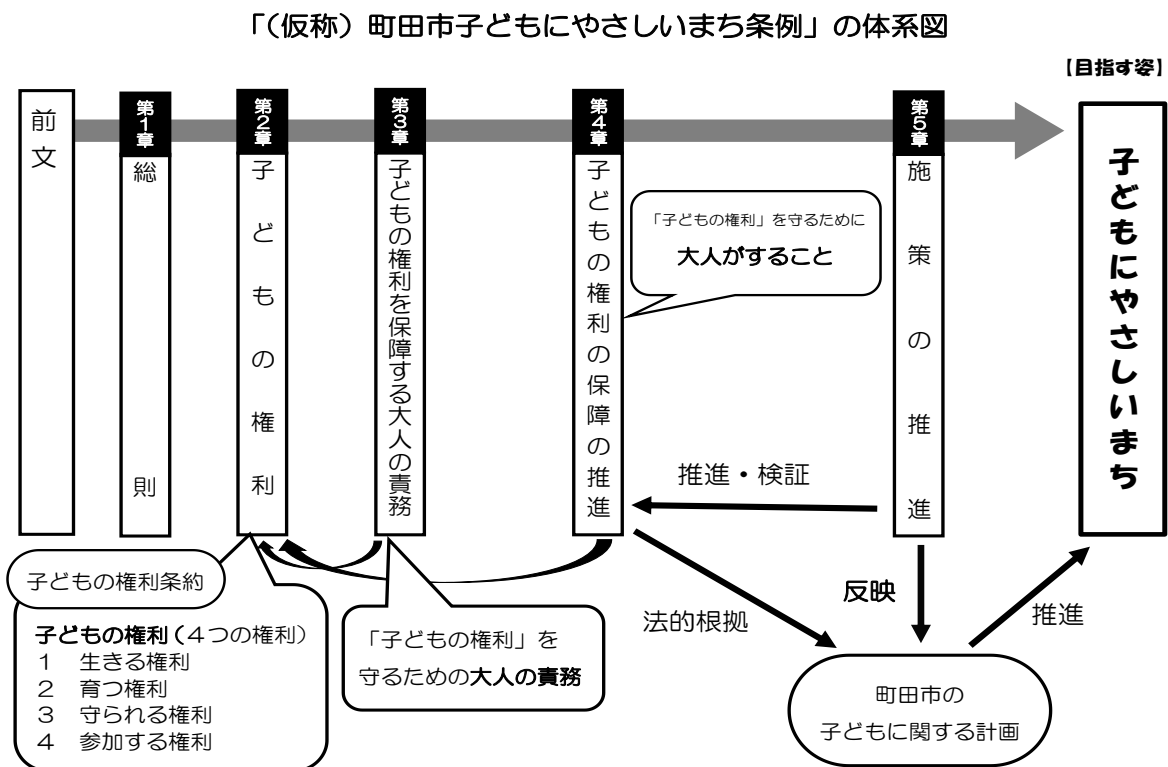 「(仮称）町田市子どもにやさしいまち条例」の体系図
【目指す姿】
前文
第1章
総則
第2章
子どもの権利
第3章
子どもの権利を保障する大人の責務
第4章
子どもの権利の保障の推進
第5章
施策の推進
子どもにやさしいまち
「子どもの権利」を守るために
大人がすること
推進・検証
子どもの権利条約
子どもの権利（４つの権利）
１　生きる権利
２　育つ権利
３　守られる権利
４　参加する権利
「子どもの権利」を
守るための大人の責務
法的根拠
反映
推進
町田市の
子どもに関する計画